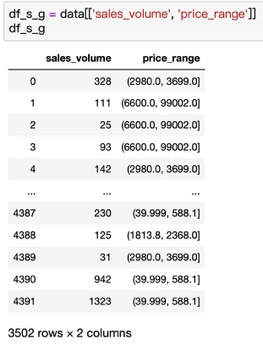 df_s_g = data[['sales_volume', 'price_range']]
df_s_g
sales_volume price_range
0 328 (2980.0, 3699.0]
1 111 (6600.0, 99002.0]
2 25 (6600.0, 99002.0]
3 93 (6600.0, 99002.0]
4 142 (2980.0, 3699.0]
... ... ...
4387 230 (39.999, 588.1]
4388 125 (1813.8, 2368.0]
4389 31 (2980.0, 3699.0]
4390 942 (39.999, 588.1]
4391 1323 (39.999, 588.1]
3502 rows × 2 columns